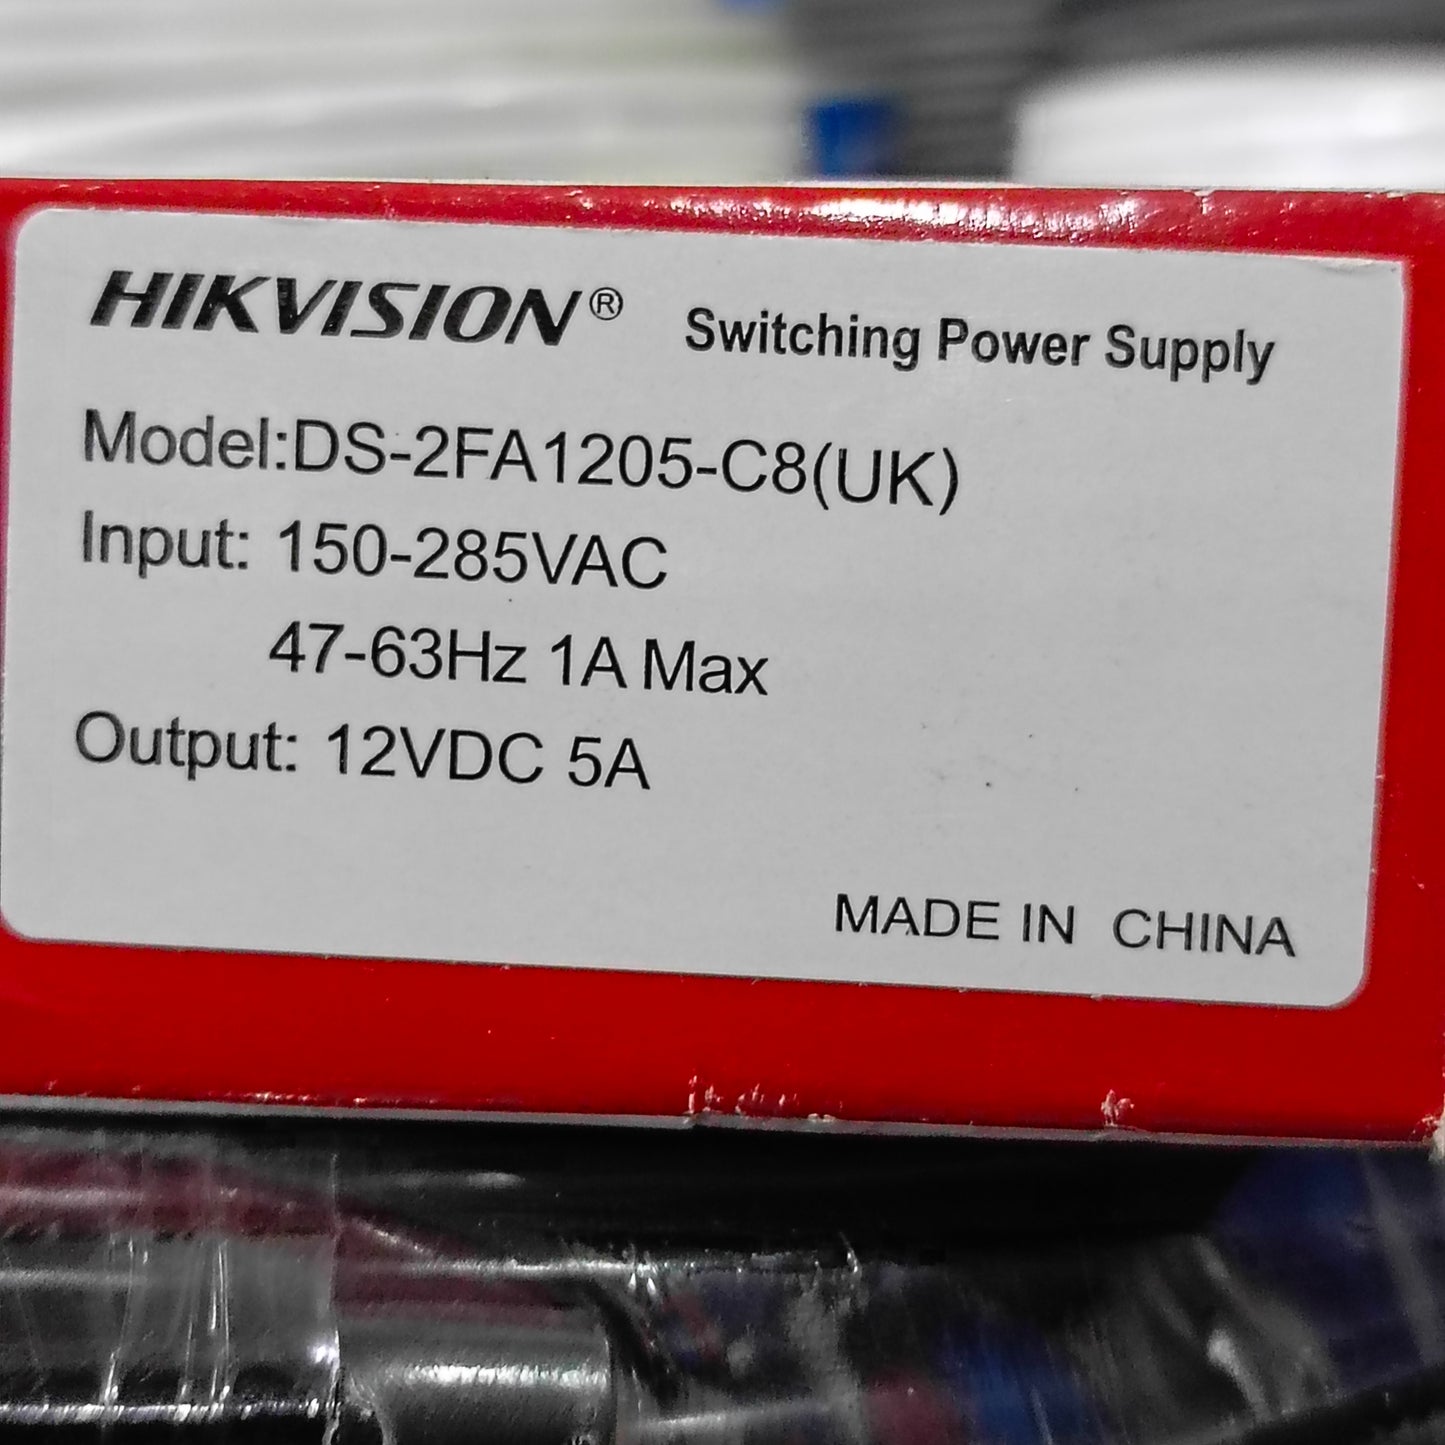 HIKVISION® Switching Power Supply
Model:DS-2FA1205-C8(UK)
Input: 150-285VAC
47-63Hz 1A Max
Output: 12VDC 5A
MADE IN CHINA